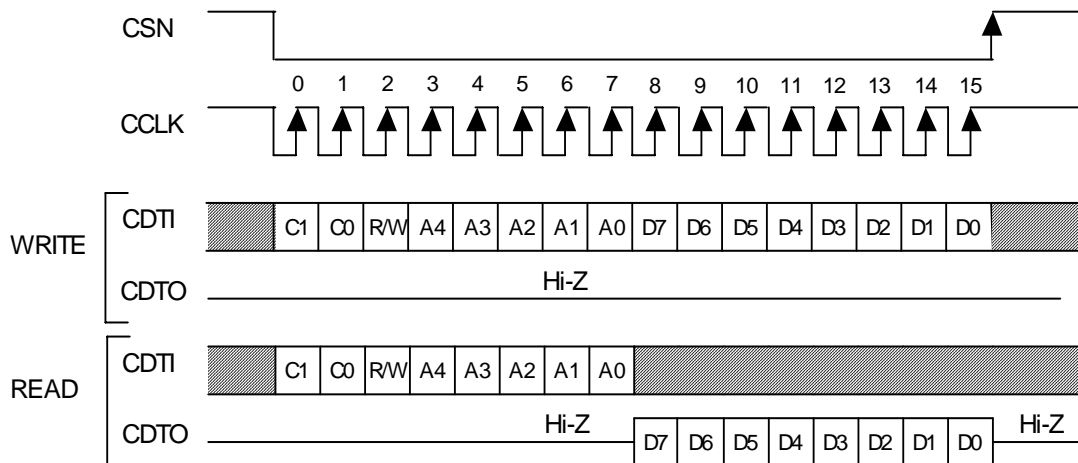 CSN
0 1 2 3 4 5 6 7 8 9 10 11 12 13 14 15
CCLK
WRITE
CDTI C1 C0 R/W A4 A3 A2 A1 A0 D7 D6 D5 D4 D3 D2 D1 D0
CDTO Hi-Z
READ
CDTI C1 C0 R/W A4 A3 A2 A1 A0
CDTO Hi-Z D7 D6 D5 D4 D3 D2 D1 D0 Hi-Z